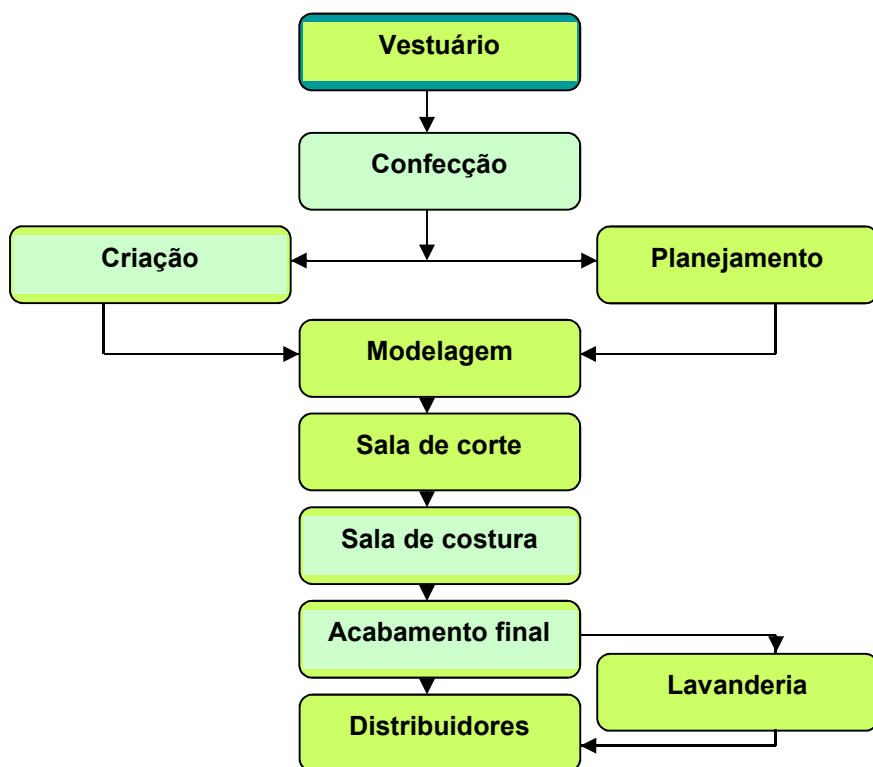 Vestuário
Confecção
Criação
Planejamento
Modelagem
Sala de corte
Sala de costura
Acabamento final
Lavanderia
Distribuidores